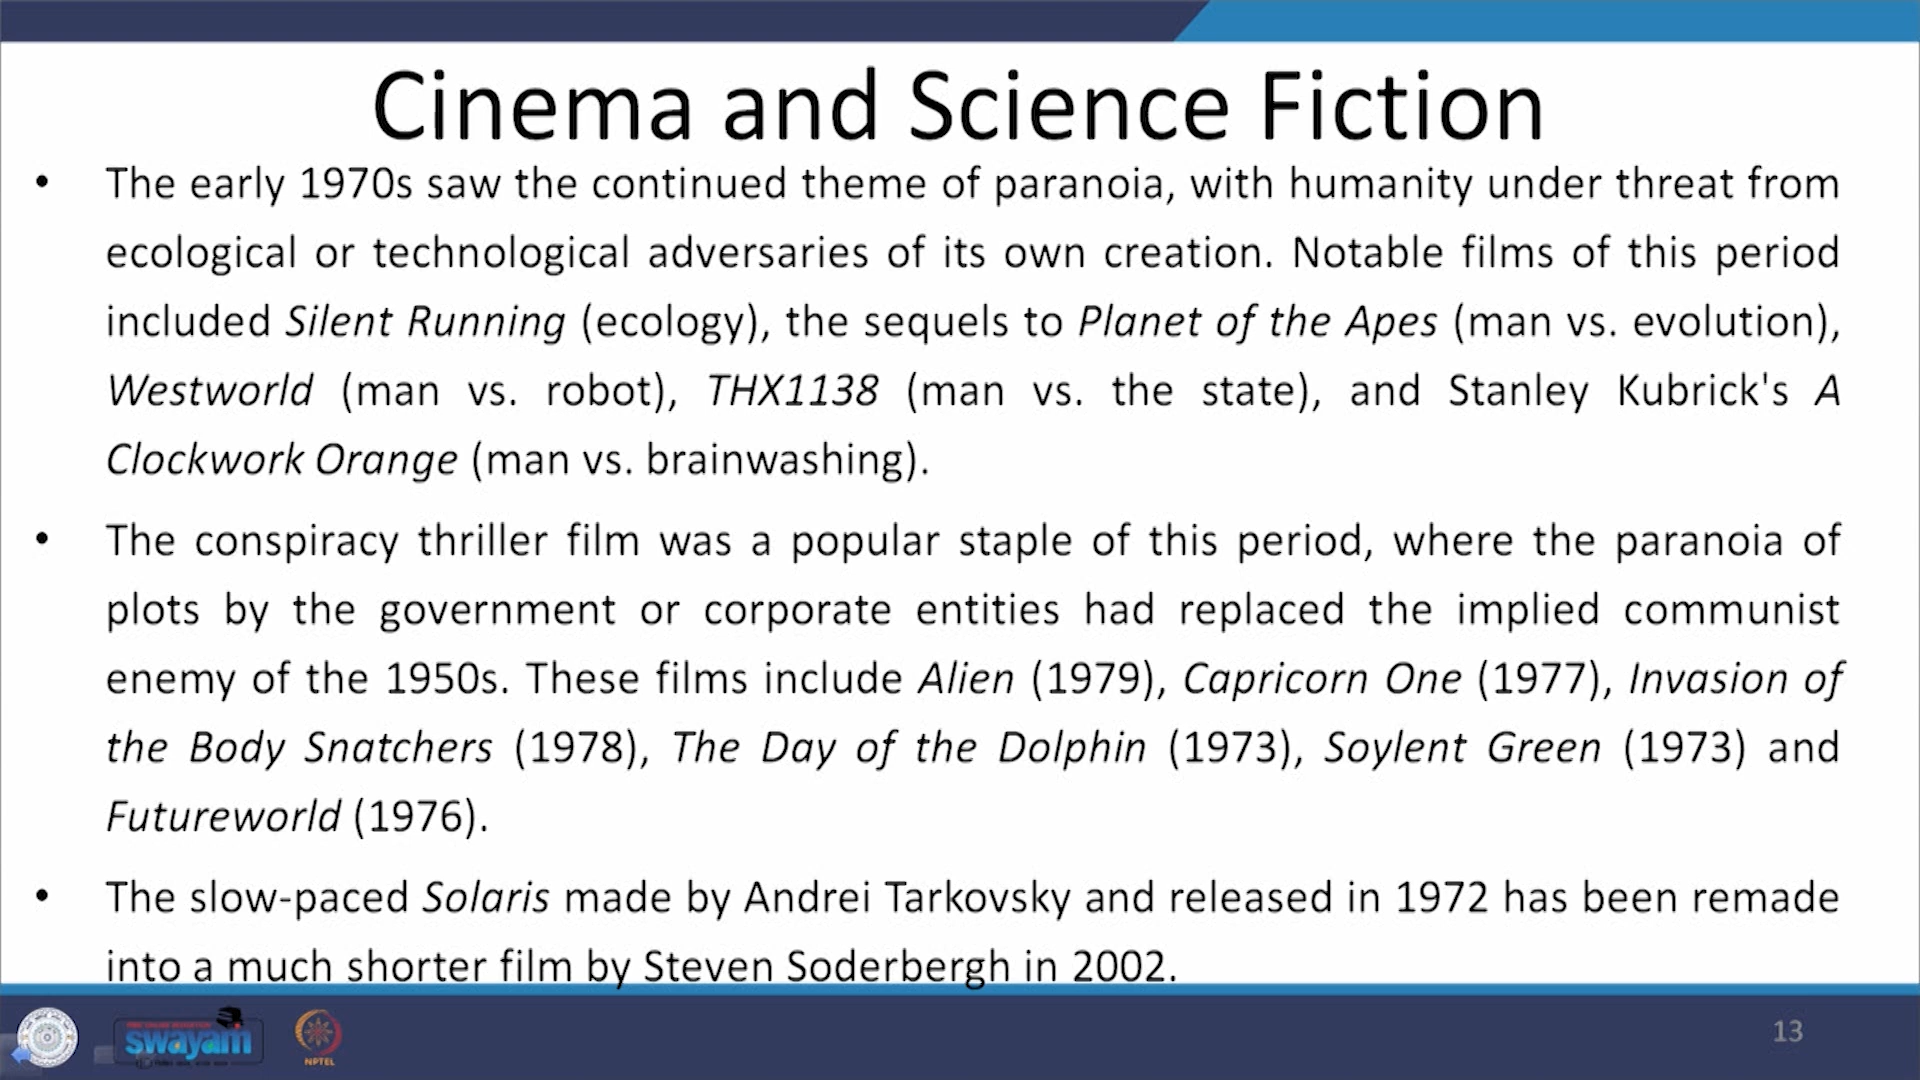 Cinema and Science Fiction
• The early 1970s saw the continued theme of paranoia, with humanity under threat from
ecological or technological adversaries of its own creation. Notable films of this period
included Silent Running (ecology), the sequels to Planet of the Apes (man vs. evolution),
Westworld (man vs. robot), THX1138 (man vs. the state), and Stanley Kubrick's A
Clockwork Orange (man vs. brainwashing).
• The conspiracy thriller film was a popular staple of this period, where the paranoia of
plots by the government or corporate entities had replaced the implied communist
enemy of the 1950s. These films include Alien (1979), Capricorn One (1977), Invasion of
the Body Snatchers (1978), The Day of the Dolphin (1973), Soylent Green (1973) and
Futureworld (1976).
• The slow-paced Solaris made by Andrei Tarkovsky and released in 1972 has been remade
into a much shorter film by Steven Soderbergh in 2002.
swayam
NPTEL
13